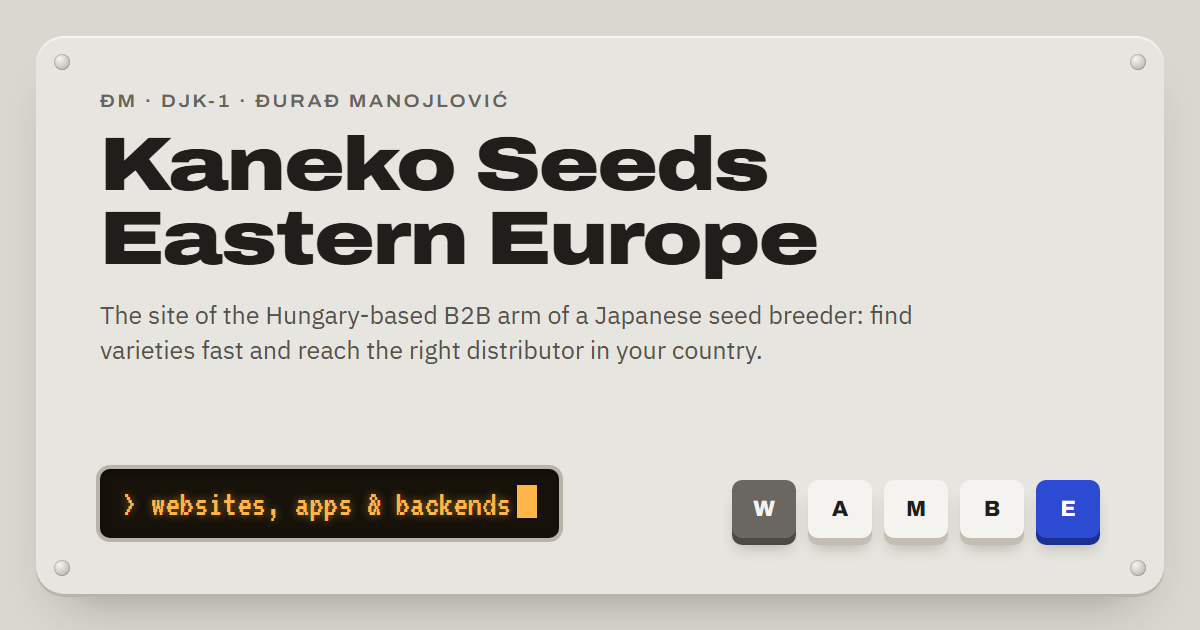 ĐM · DJK-1 · ĐURAĐ MANOJLOVIĆ
Kaneko Seeds
Eastern Europe
The site of the Hungary-based B2B arm of a Japanese seed breeder: find
varieties fast and reach the right distributor in your country.
> websites, apps & backends
W A M B E